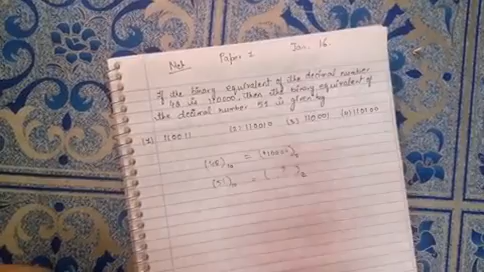 Net Paper 1 Jan. 16.
If the binary equivalent of the decimal number
48 is 110000, then the binary equivalent of
the decimal number 51 is given by
(1) 110011 (2) 110010 (3) 110001 (4) 110100
(48)10 = (110000)2
(51)10 = ( ? )2